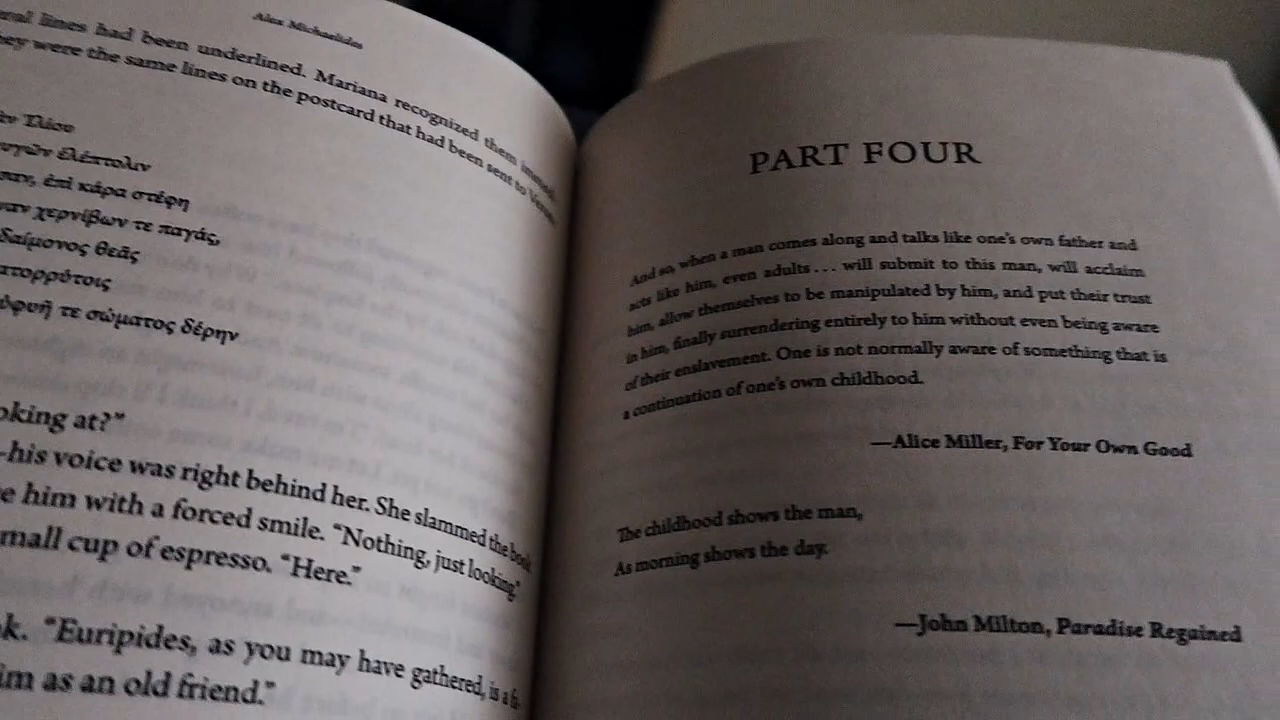 Alex Michaelides
eral lines had been underlined. Mariana recognized them
hey were the same lines on the postcard that had been sent to
ὲν Ἰλίου
υγῶν ἑλέπτολιν
σαν, ἐπὶ κάρα στέφη
ναν χερνίβων τε παγάς,
δαίμονος θεᾶς
ατορρύτοις
ὐφυῆ τε σώματος δέρην
oking at?”
—his voice was right behind her. She slammed the book
e him with a forced smile. “Nothing, just looking.”
mall cup of espresso. “Here.”
k. “Euripides, as you may have gathered, is a
im as an old friend.”
PART FOUR
And so, when a man comes along and talks like one’s own father and
acts like him, even adults . . . will submit to this man, will acclaim
him, allow themselves to be manipulated by him, and put their trust
in him, finally surrendering entirely to him without even being aware
of their enslavement. One is not normally aware of something that is
a continuation of one’s own childhood.
—Alice Miller, For Your Own Good
The childhood shows the man,
As morning shows the day.
—John Milton, Paradise Regained